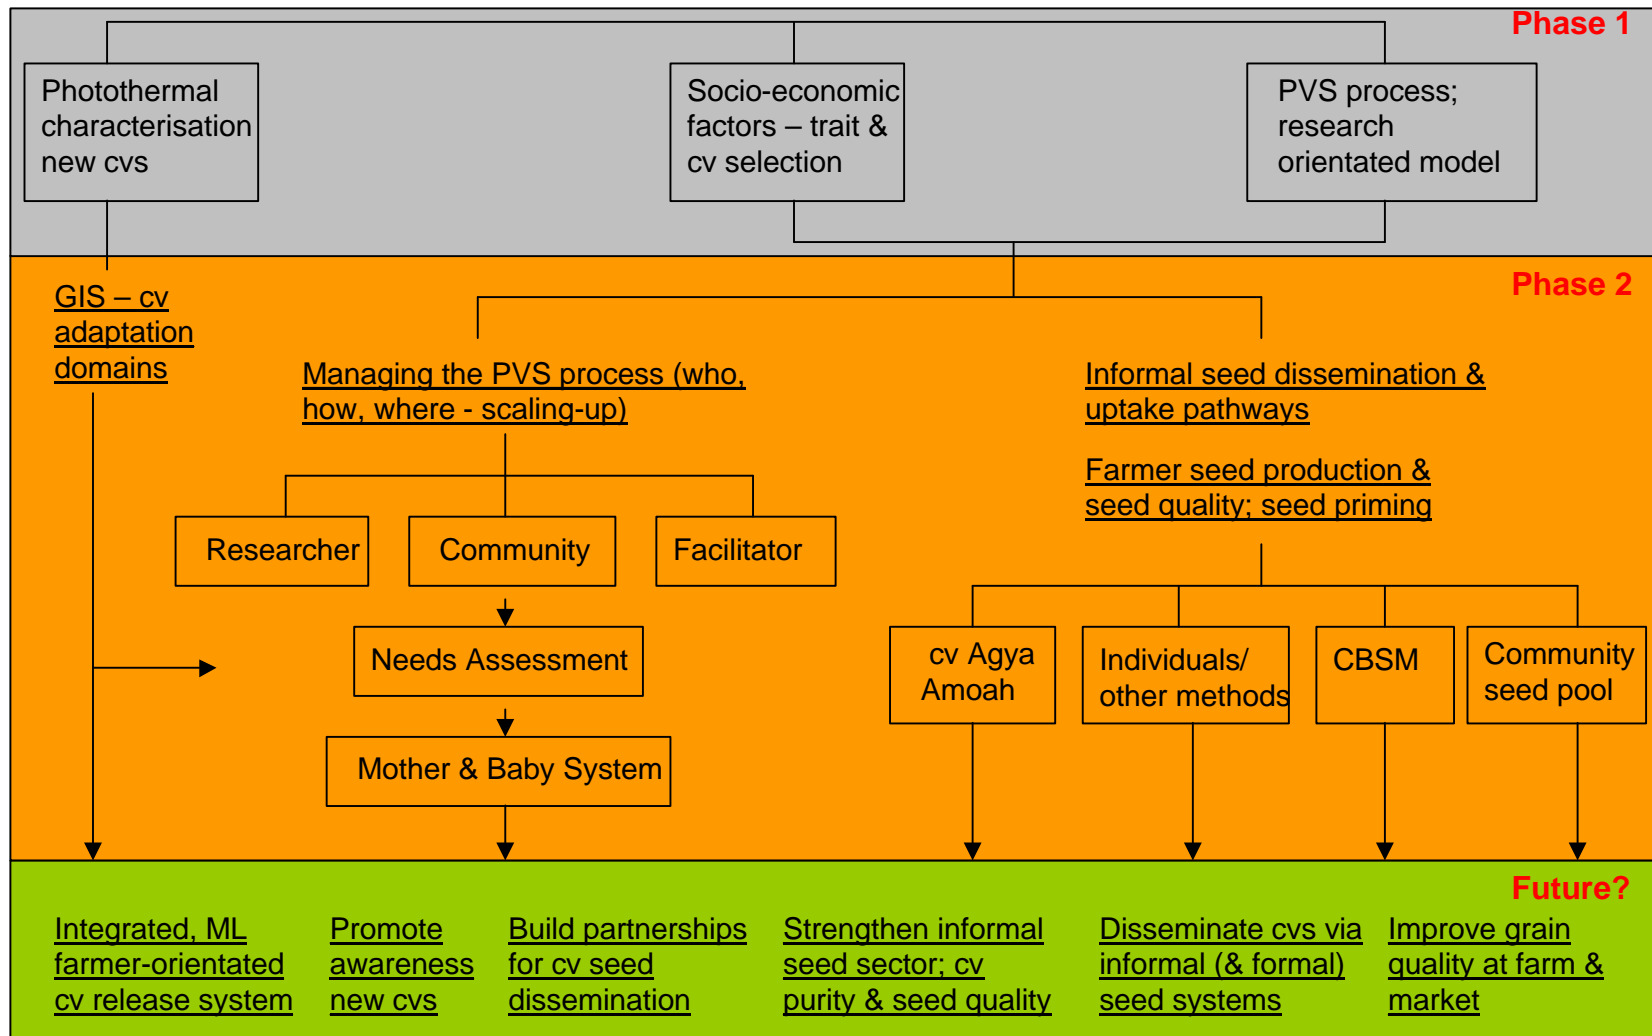 Phase 1
Photothermal
characterisation
new cvs
Socio-economic
factors – trait &
cv selection
PVS process;
research
orientated model
Phase 2
GIS – cv
adaptation
domains
Managing the PVS process (who,
how, where - scaling-up)
Informal seed dissemination &
uptake pathways
Farmer seed production &
seed quality; seed priming
Researcher
Community
Facilitator
Needs Assessment
Mother & Baby System
cv Agya
Amoah
Individuals/
other methods
CBSM
Community
seed pool
Future?
Integrated, ML
farmer-orientated
cv release system
Promote
awareness
new cvs
Build partnerships
for cv seed
dissemination
Strengthen informal
seed sector; cv
purity & seed quality
Disseminate cvs via
informal (& formal)
seed systems
Improve grain
quality at farm &
market